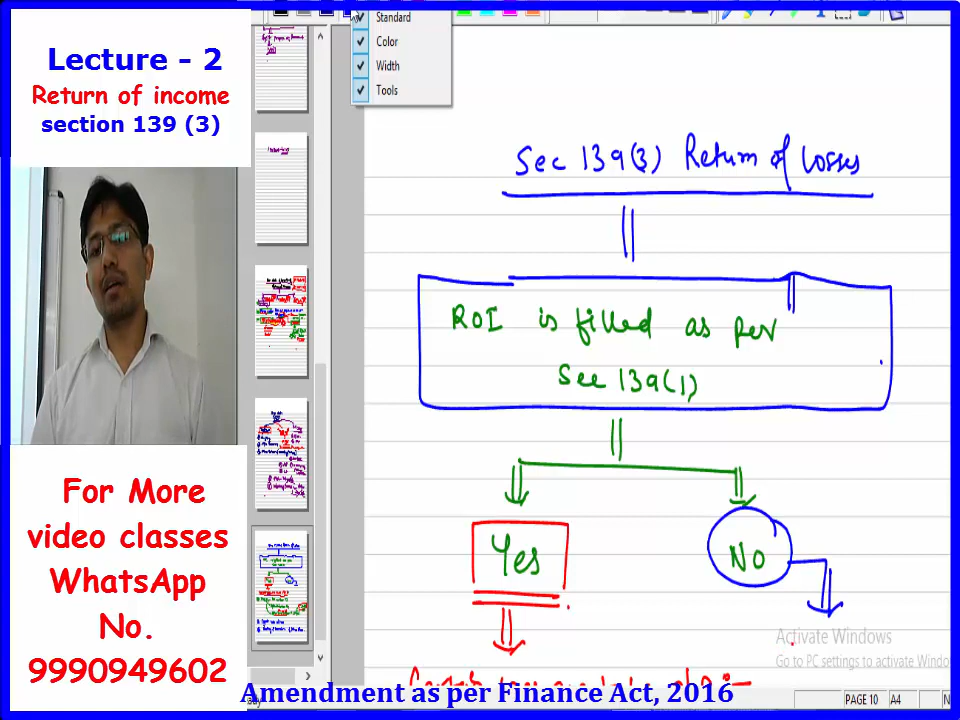 Lecture - 2
Return of income
section 139 (3)
Standard
Color
Width
Tools
Sec 139(3) Return of losses
ROI is filled as per
Sec 139(1)
Yes
No
For More
video classes
WhatsApp
No.
9990949602
Activate Windows
Go to PC settings to activate Windo
Amendment as per Finance Act, 2016
PAGE 10
A4